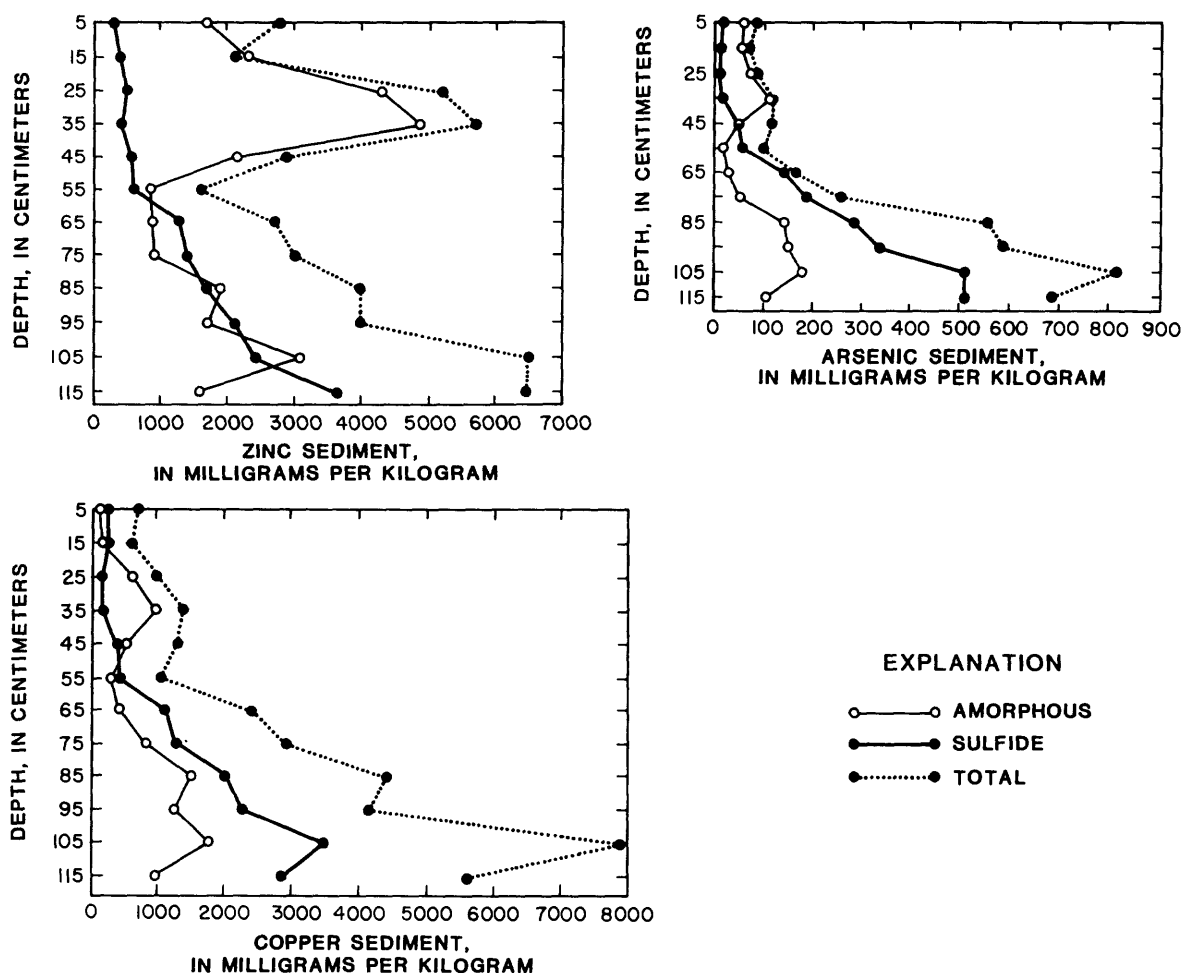 5
15
25
35
45
55
65
75
85
95
105
115
DEPTH, IN CENTIMETERS
0 1000 2000 3000 4000 5000 6000 7000
ZINC SEDIMENT,
IN MILLIGRAMS PER KILOGRAM
5
25
45
65
85
105
115
DEPTH, IN CENTIMETERS
0 100 200 300 400 500 600 700 800 900
ARSENIC SEDIMENT,
IN MILLIGRAMS PER KILOGRAM
5
15
25
35
45
55
65
75
85
95
105
115
DEPTH, IN CENTIMETERS
0 1000 2000 3000 4000 5000 6000 7000 8000
COPPER SEDIMENT,
IN MILLIGRAMS PER KILOGRAM
EXPLANATION
AMORPHOUS
SULFIDE
TOTAL